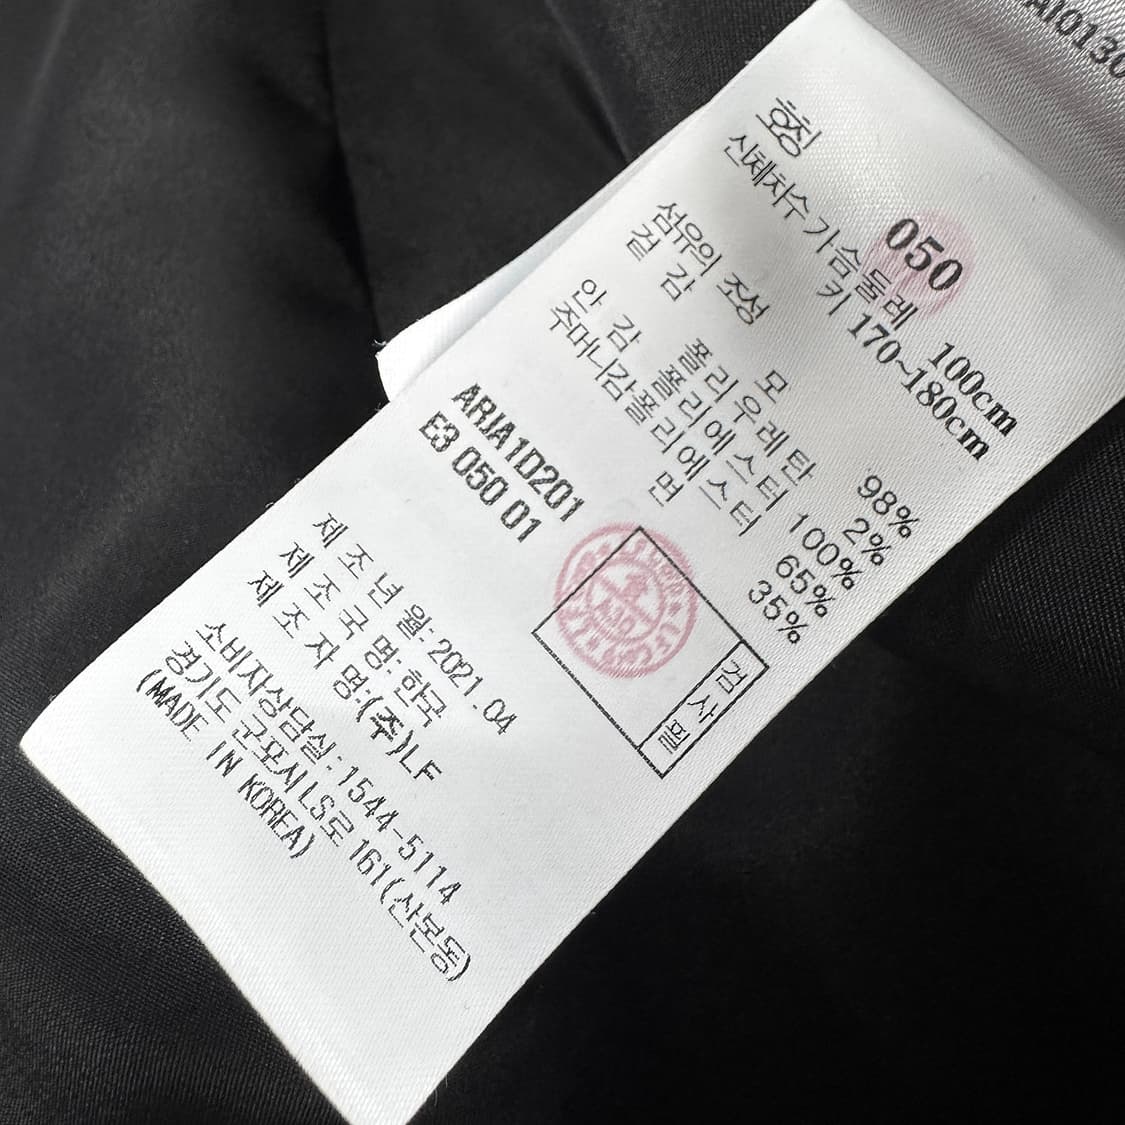 호칭 050
신체치수 가슴둘레 100cm
키 170~180cm
섬유의 조성
겉 감 모 98%
폴리우레탄 2%
안 감 폴리에스터 100%
주머니감폴리에스터 65%
면 35%
ARJA1D201
E3 050 01
검사필
제 조 년 월: 2021.04
제 조 국 명: 한국
제 조 자 명:(주)LF
소비자상담실: 1544-5114
경기도 군포시 LS로 161(산본동)
(MADE IN KOREA)